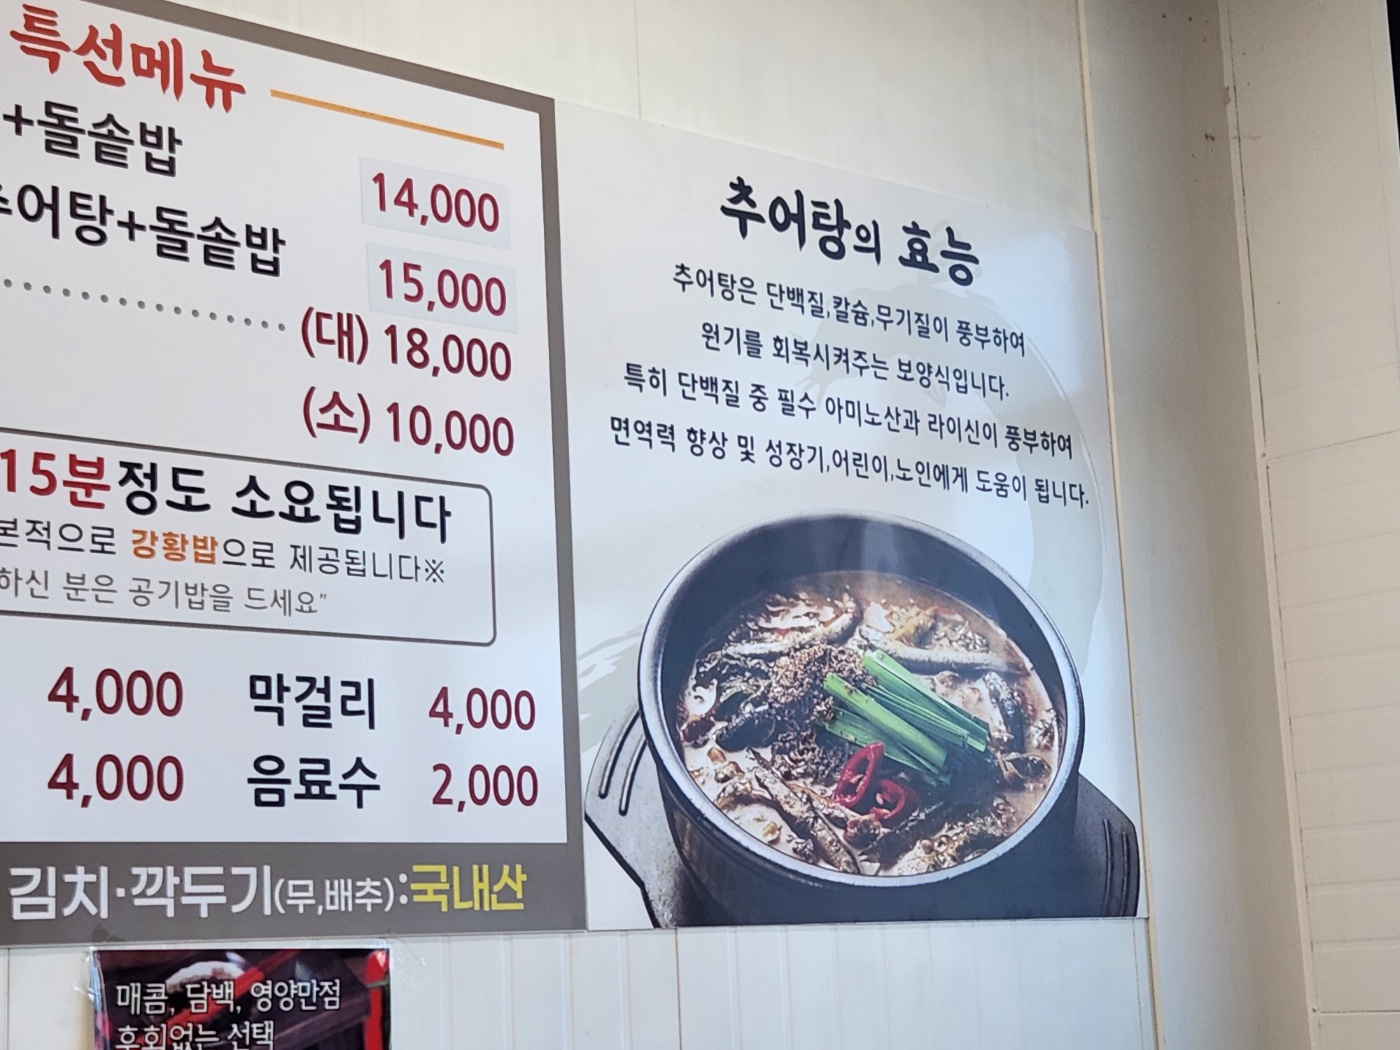 특선메뉴
+돌솥밥
14,000
추어탕+돌솥밥
15,000
(대) 18,000
(소) 10,000
15분정도 소요됩니다
본적으로 강황밥으로 제공됩니다※
하신 분은 공기밥을 드세요"
4,000 막걸리 4,000
4,000 음료수 2,000
김치·깍두기(무,배추):국내산
추어탕의 효능
추어탕은 단백질,칼슘,무기질이 풍부하여
원기를 회복시켜주는 보양식입니다.
특히 단백질 중 필수 아미노산과 라이신이 풍부하여
면역력 향상 및 성장기,어린이,노인에게 도움이 됩니다.
매콤, 담백, 영양만점
후회없는 선택